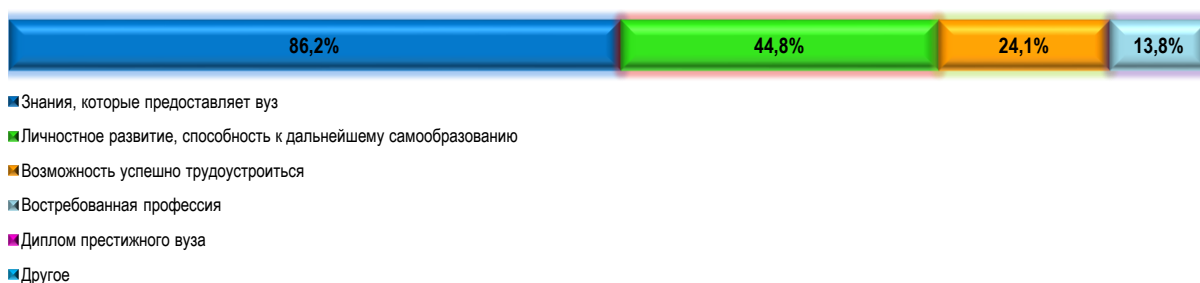 86,2% 44,8% 24,1% 13,8%
Знания, которые предоставляет вуз
Личностное развитие, способность к дальнейшему самообразованию
Возможность успешно трудоустроиться
Востребованная профессия
Диплом престижного вуза
Другое